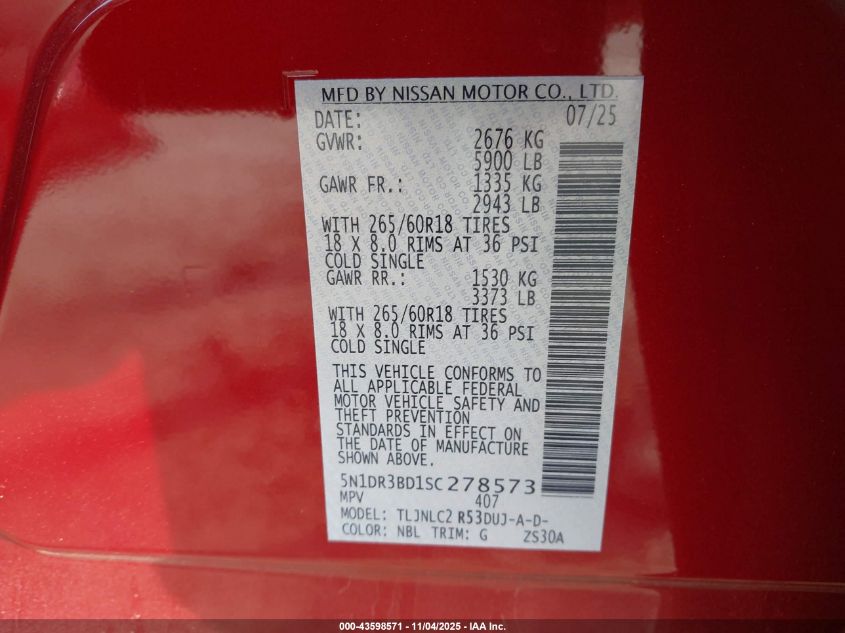 MFD BY NISSAN MOTOR CO., LTD.
DATE: 07/25
GVWR: 2676 KG
5900 LB
GAWR FR.: 1335 KG
2943 LB
WITH 265/60R18 TIRES
18 X 8.0 RIMS AT 36 PSI
COLD SINGLE
GAWR RR.: 1530 KG
3373 LB
WITH 265/60R18 TIRES
18 X 8.0 RIMS AT 36 PSI
COLD SINGLE
THIS VEHICLE CONFORMS TO
ALL APPLICABLE FEDERAL
MOTOR VEHICLE SAFETY AND
THEFT PREVENTION
STANDARDS IN EFFECT ON
THE DATE OF MANUFACTURE
SHOWN ABOVE.
5N1DR3BD1SC278573
MPV 407
MODEL: TLJNLC2 R53DUJ-A-D-
COLOR: NBL TRIM: G ZS30A
000-43598571 | 11/04/2025 - IAA Inc.